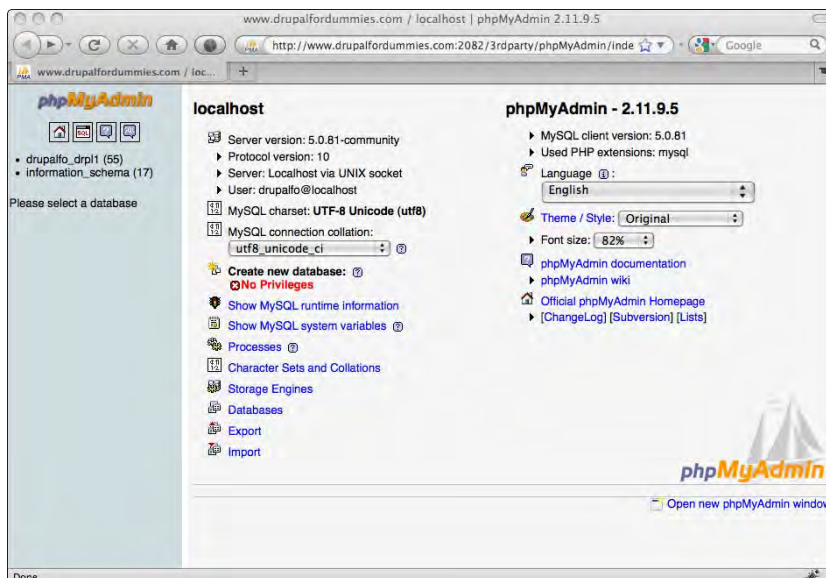 www.drupalfordummies.com / localhost | phpMyAdmin 2.11.9.5
http://www.drupalfordummies.com:2082/3rdparty/phpMyAdmin/inde
Google
www.drupalfordummies.com / loc...
phpMyAdmin
SQL
drupalfo_drpl1 (55)
information_schema (17)
Please select a database
localhost
Server version: 5.0.81-community
Protocol version: 10
Server: Localhost via UNIX socket
User: drupalfo@localhost
MySQL charset: UTF-8 Unicode (utf8)
MySQL connection collation:
utf8_unicode_ci
Create new database:
No Privileges
Show MySQL runtime information
Show MySQL system variables
Processes
Character Sets and Collations
Storage Engines
Databases
Export
Import
phpMyAdmin - 2.11.9.5
MySQL client version: 5.0.81
Used PHP extensions: mysql
Language :
English
Theme / Style: Original
Font size: 82%
phpMyAdmin documentation
phpMyAdmin wiki
Official phpMyAdmin Homepage
[ChangeLog] [Subversion] [Lists]
phpMyAdmin
Open new phpMyAdmin window
Done